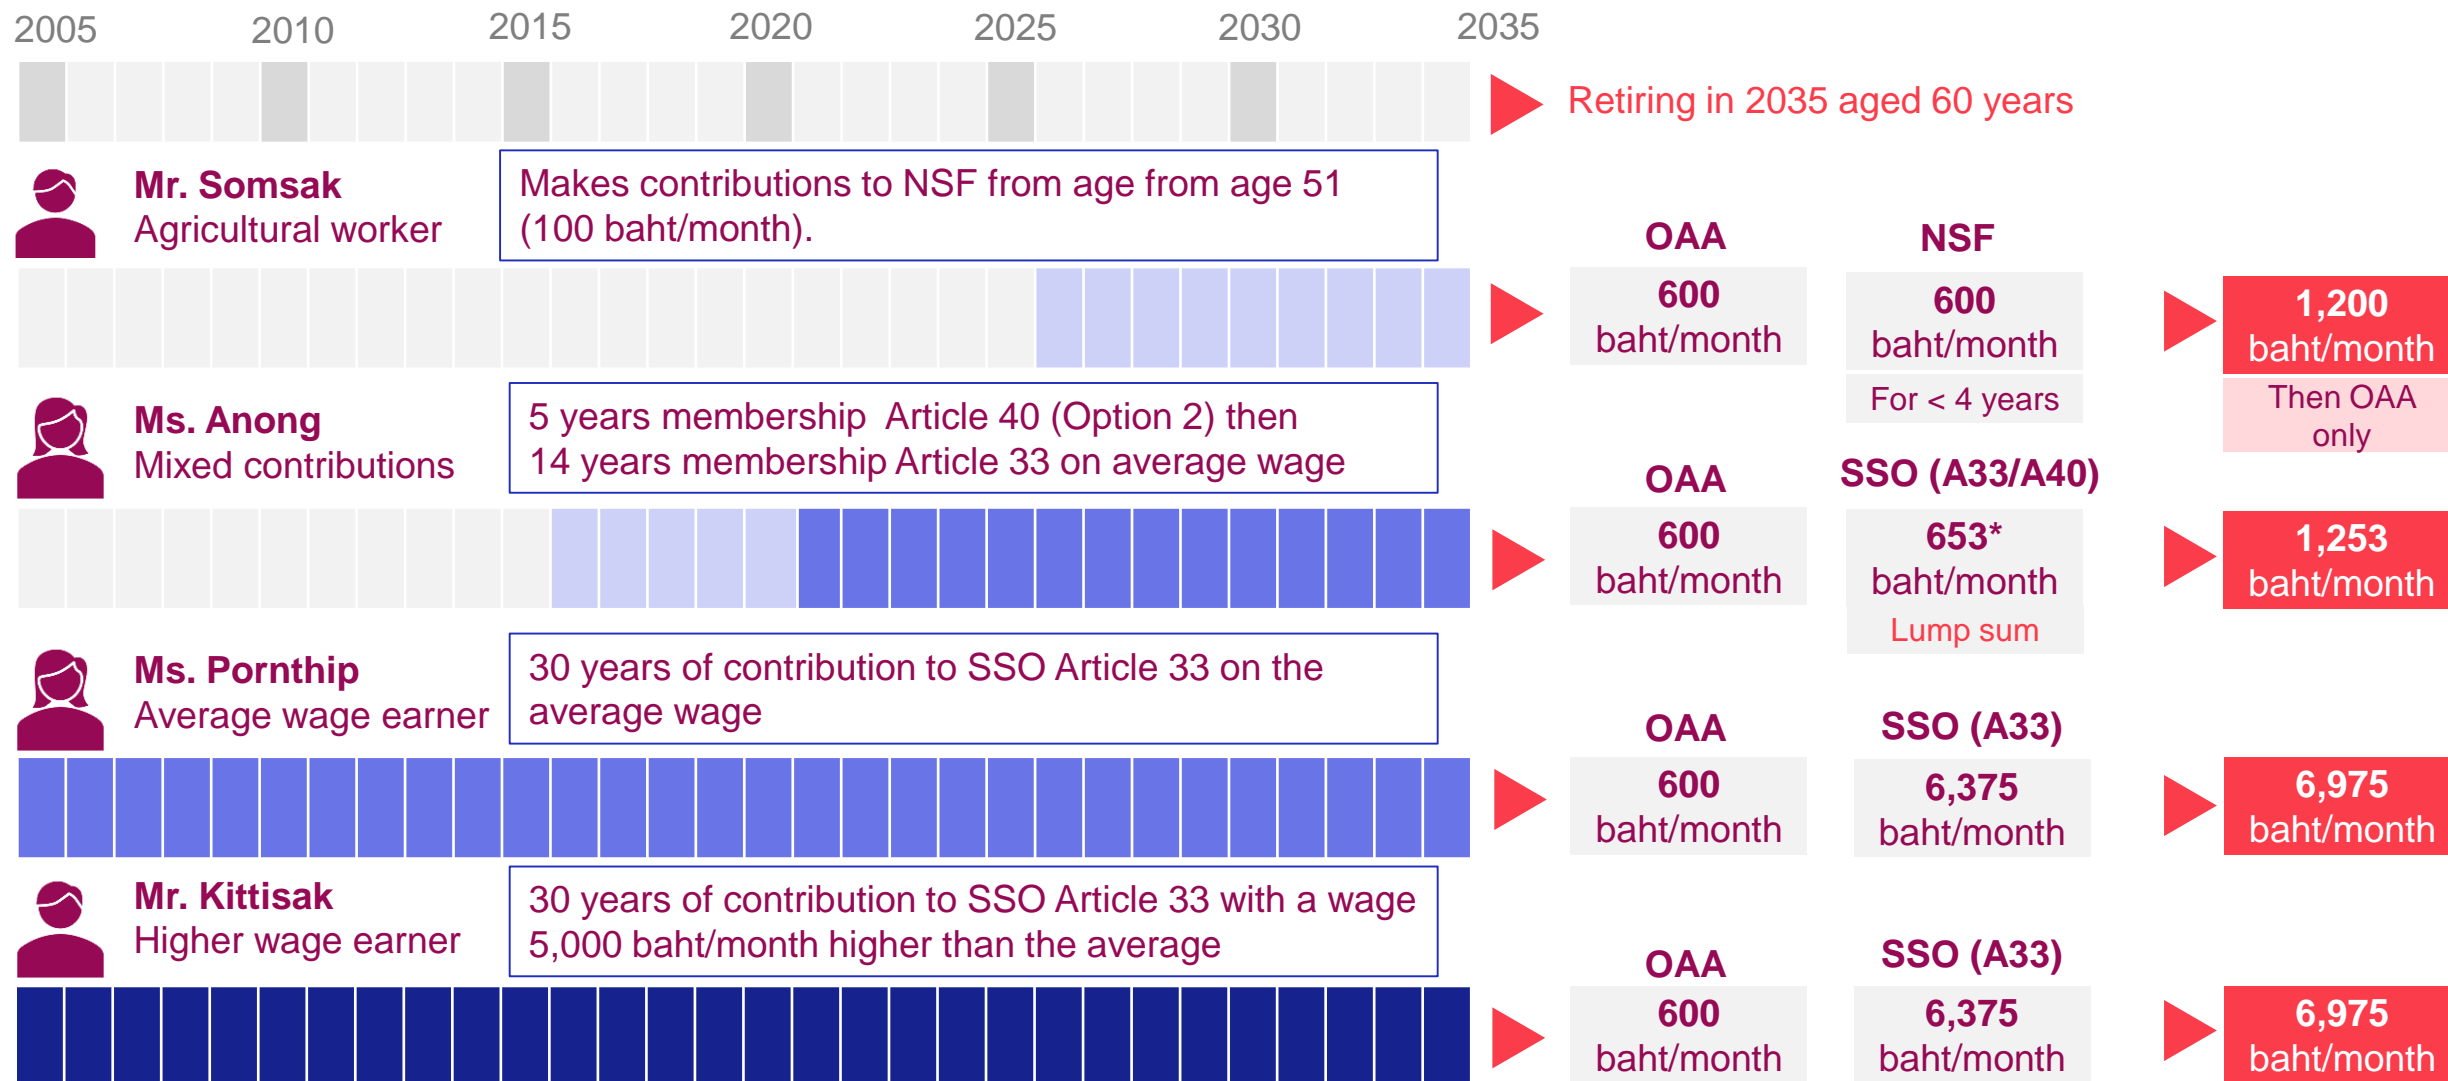 2005 2010 2015 2020 2025 2030 2035
Retiring in 2035 aged 60 years
Mr. Somsak
Agricultural worker
Makes contributions to NSF from age from age 51
(100 baht/month).
OAA
600
baht/month
NSF
600
baht/month
For < 4 years
1,200
baht/month
Then OAA
only
Ms. Anong
Mixed contributions
5 years membership Article 40 (Option 2) then
14 years membership Article 33 on average wage
OAA
600
baht/month
SSO (A33/A40)
653*
baht/month
Lump sum
1,253
baht/month
Ms. Pornthip
Average wage earner
30 years of contribution to SSO Article 33 on the
average wage
OAA
600
baht/month
SSO (A33)
6,375
baht/month
6,975
baht/month
Mr. Kittisak
Higher wage earner
30 years of contribution to SSO Article 33 with a wage
5,000 baht/month higher than the average
OAA
600
baht/month
SSO (A33)
6,375
baht/month
6,975
baht/month